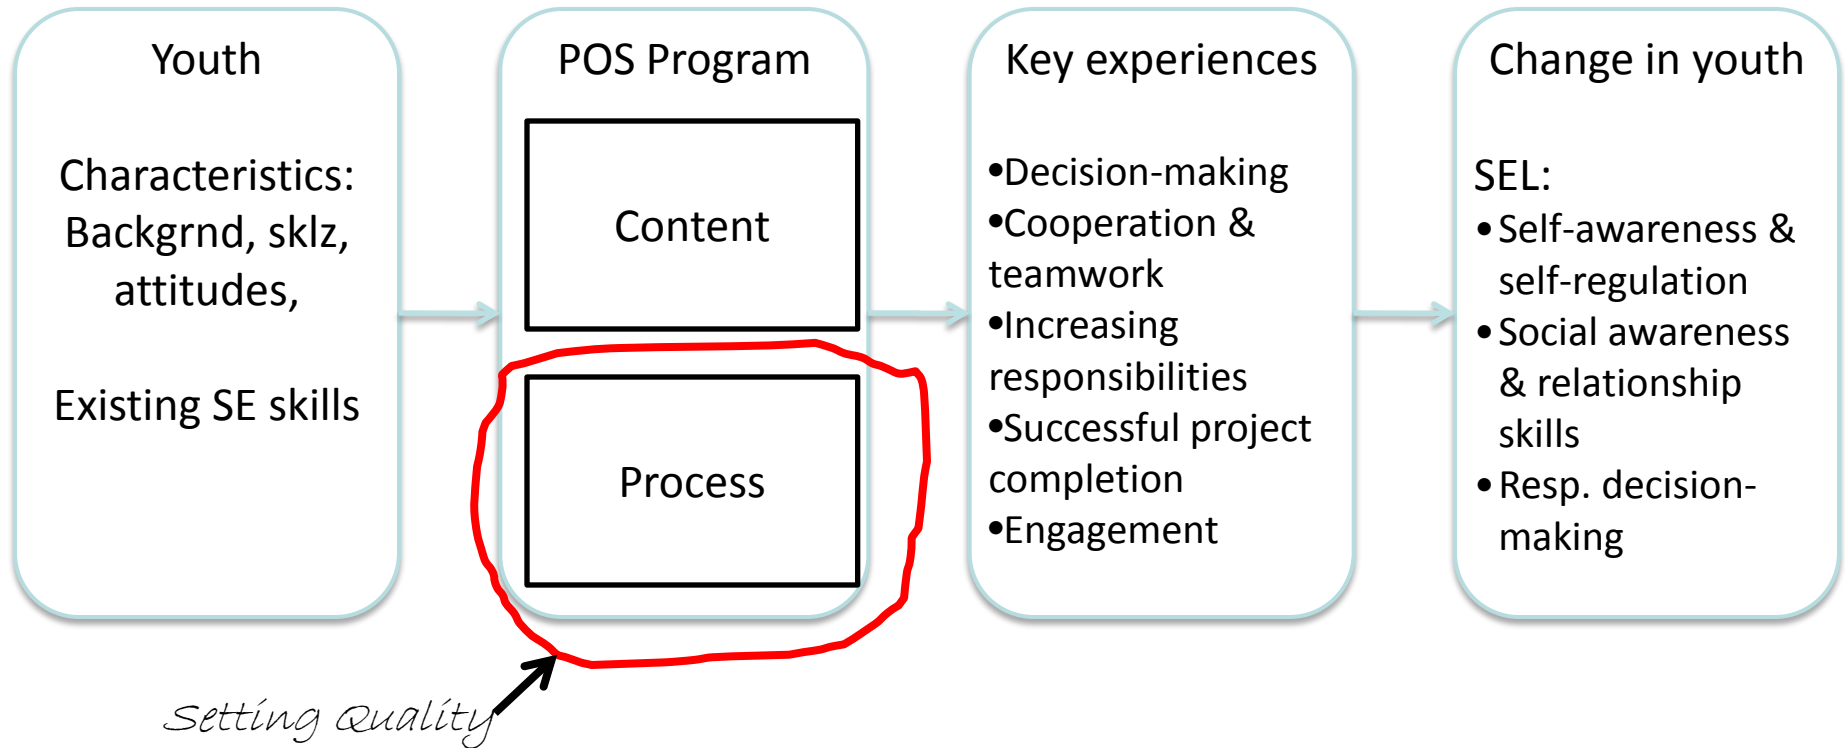 Youth
Characteristics:
Backgrnd, sklz,
attitudes,
Existing SE skills
POS Program
Content
Process
Key experiences
•Decision-making
•Cooperation &
teamwork
•Increasing
responsibilities
•Successful project
completion
•Engagement
Change in youth
SEL:
•Self-awareness &
self-regulation
•Social awareness
& relationship
skills
•Resp. decision-
making
Setting Quality